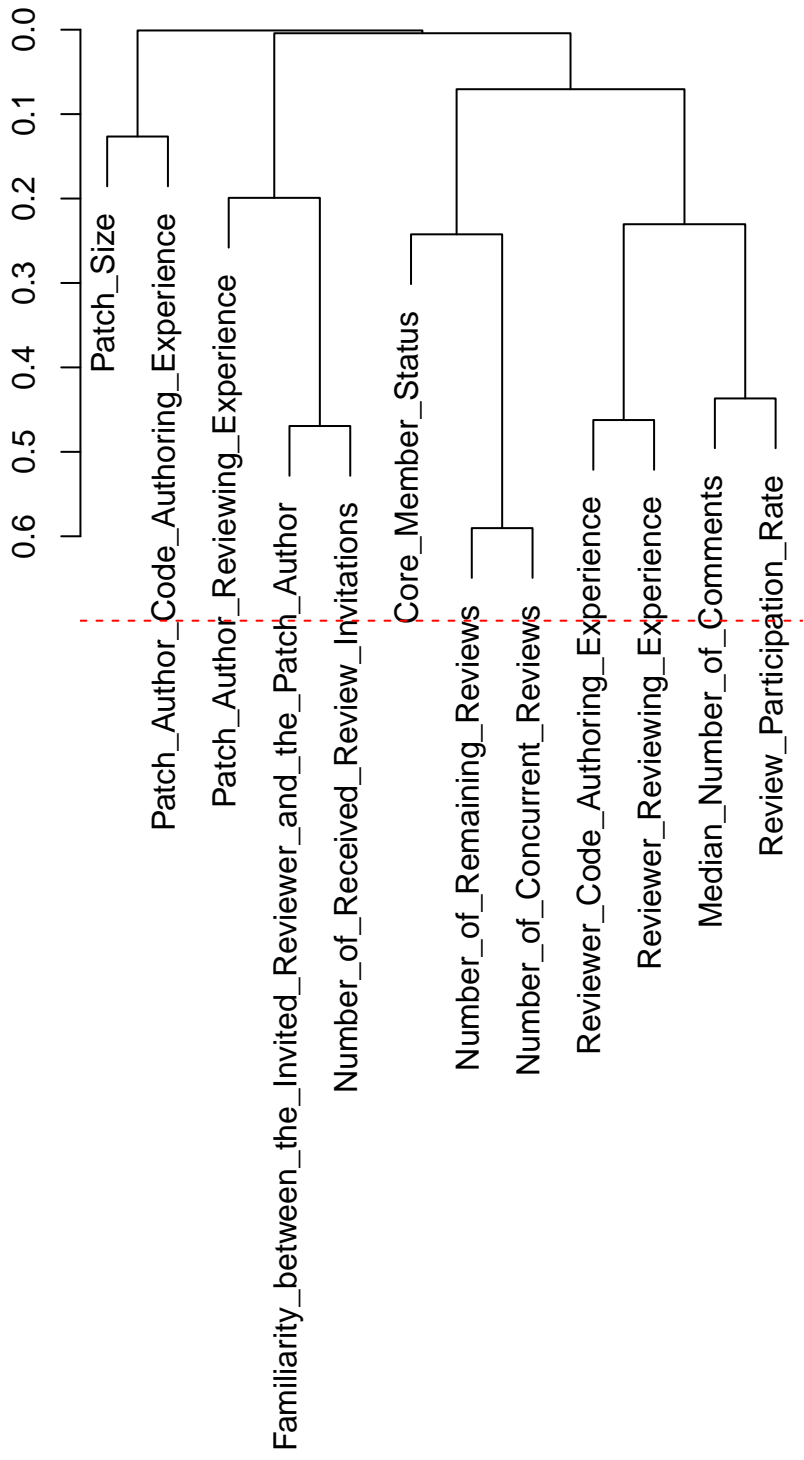 0.0
0.1
0.2
0.3
0.4
0.5
0.6
Patch_Size
Patch_Author_Code_Authoring_Experience
Patch_Author_Reviewing_Experience
Familiarity_between_the_Invited_Reviewer_and_the_Patch_Author
Number_of_Received_Review_Invitations
Core_Member_Status
Number_of_Remaining_Reviews
Number_of_Concurrent_Reviews
Reviewer_Code_Authoring_Experience
Reviewer_Reviewing_Experience
Median_Number_of_Comments
Review_Participation_Rate